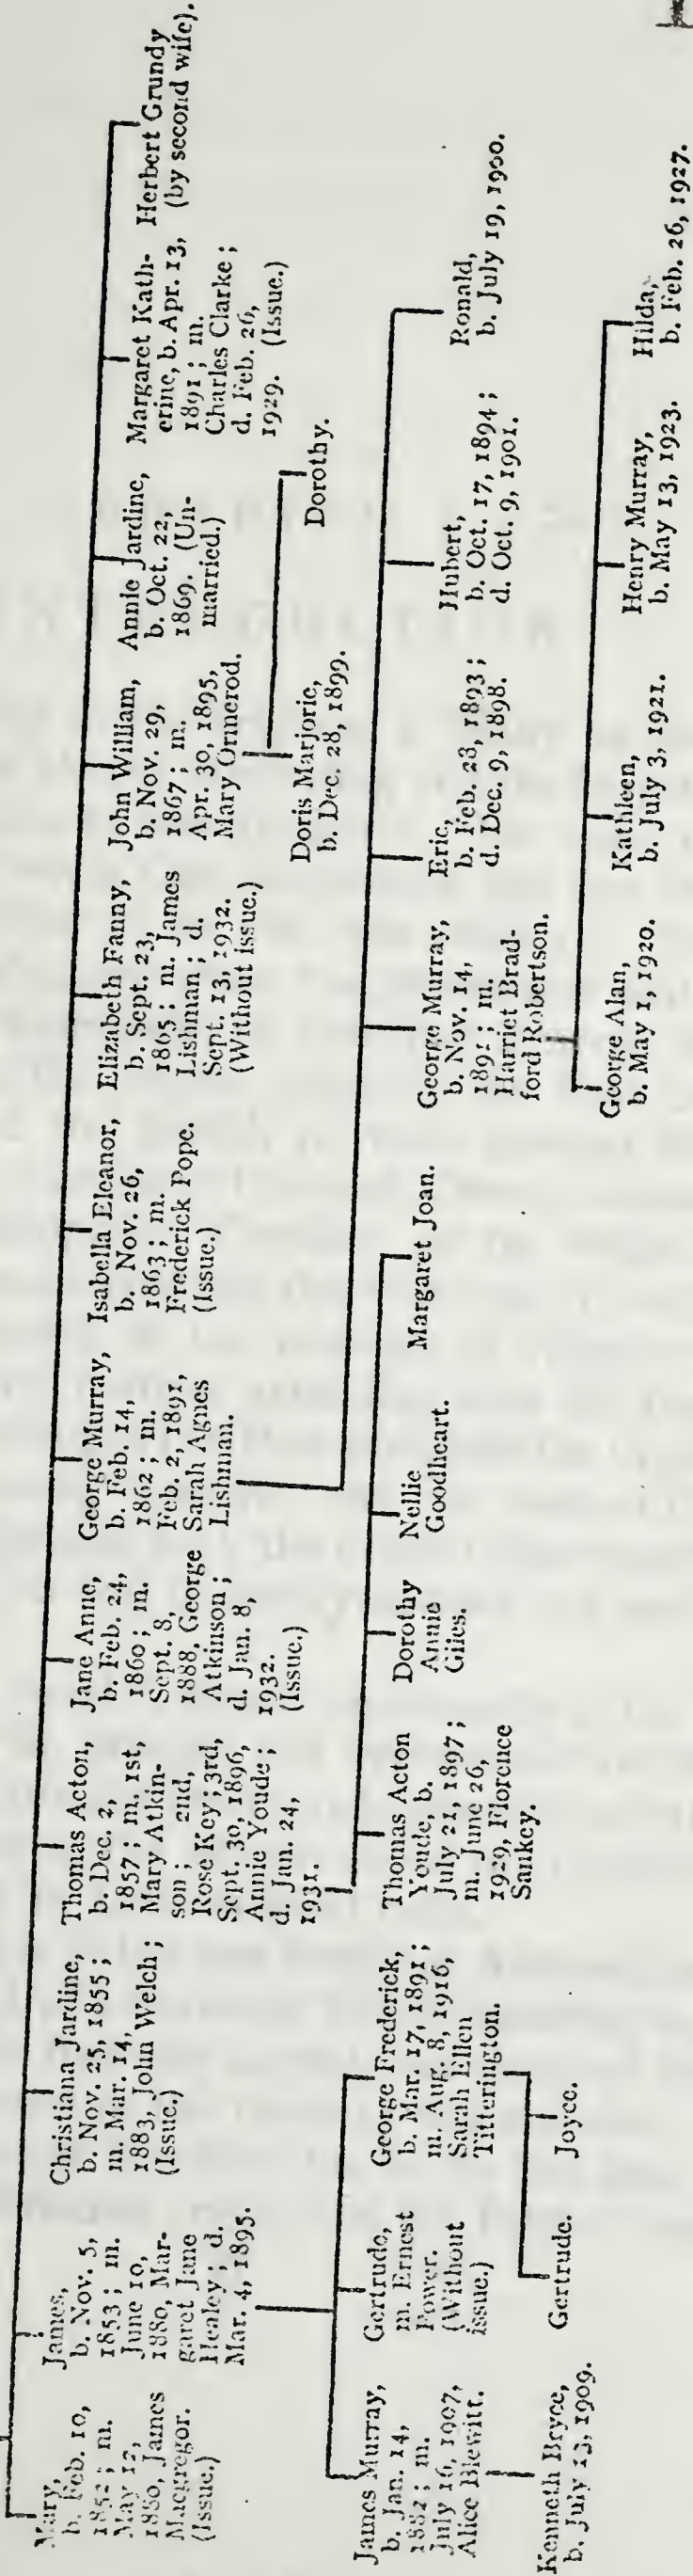 Mary,
b. Feb. 10,
1852; m.
May 12,
1880, James
Macgregor.
(Issue.)
James,
b. Nov. 5,
1853; m.
June 10,
1880, Mar-
garet Jane
Healey; d.
Mar. 4, 1895.
Christiana Jardine,
b. Nov. 25, 1855;
m. Mar. 14,
1883, John Welch;
(Issue.)
Thomas Acton,
b. Dec. 2,
1857; m. 1st,
Mary Atkin-
son; 2nd,
Rose Key; 3rd,
Sept. 30, 1896,
Annie Youde;
d. Jan. 24,
1931.
Jane Anne,
b. Feb. 24,
1860; m.
Sept. 8,
1888, George
Atkinson;
d. Jan. 8,
1932.
(Issue.)
George Murray,
b. Feb. 14,
1862; m.
Feb. 2, 1891,
Sarah Agnes
Lishman.
Isabella Eleanor,
b. Nov. 26,
1863; m.
Frederick Pope.
(Issue.)
Elizabeth Fanny,
b. Sept. 23,
1865; m. James
Lishman; d.
Sept. 13, 1932.
(Without issue.)
John William,
b. Nov. 29,
1867; m.
Apr. 30, 1895,
Mary Ormerod.
Annie Jardine,
b. Oct. 22,
1869. (Un-
married.)
Margaret Kath-
erine, b. Apr. 13,
1891; m.
Charles Clarke;
d. Feb. 26,
1929. (Issue.)
Herbert Grundy
(by second wife).
Doris Marjorie,
b. Dec. 28, 1899.
Dorothy.
James Murray,
b. Jan. 14,
1882; m.
July 16, 1907,
Alice Blewitt.
Gertrude,
m. Ernest
Power.
(Without
issue.)
George Frederick,
b. Mar. 17, 1891;
m. Aug. 8, 1916,
Sarah Ellen
Titterington.
Thomas Acton
Youde, b.
July 21, 1897;
m. June 26,
1929, Florence
Sankey.
Dorothy
Annie
Giles.
Nellie
Goodheart.
Margaret Joan.
George Murray,
b. Nov. 14,
1891; m.
Harriet Brad-
ford Robertson.
Eric,
b. Feb. 28, 1893;
d. Dec. 9, 1898.
Hubert,
b. Oct. 17, 1894;
d. Oct. 9, 1901.
Ronald,
b. July 19, 1900.
Kenneth Bryce,
b. July 13, 1909.
Gertrude.
Joyce.
George Alan,
b. May 1, 1920.
Kathleen,
b. July 3, 1921.
Henry Murray,
b. May 13, 1923.
Hilda,
b. Feb. 26, 1927.